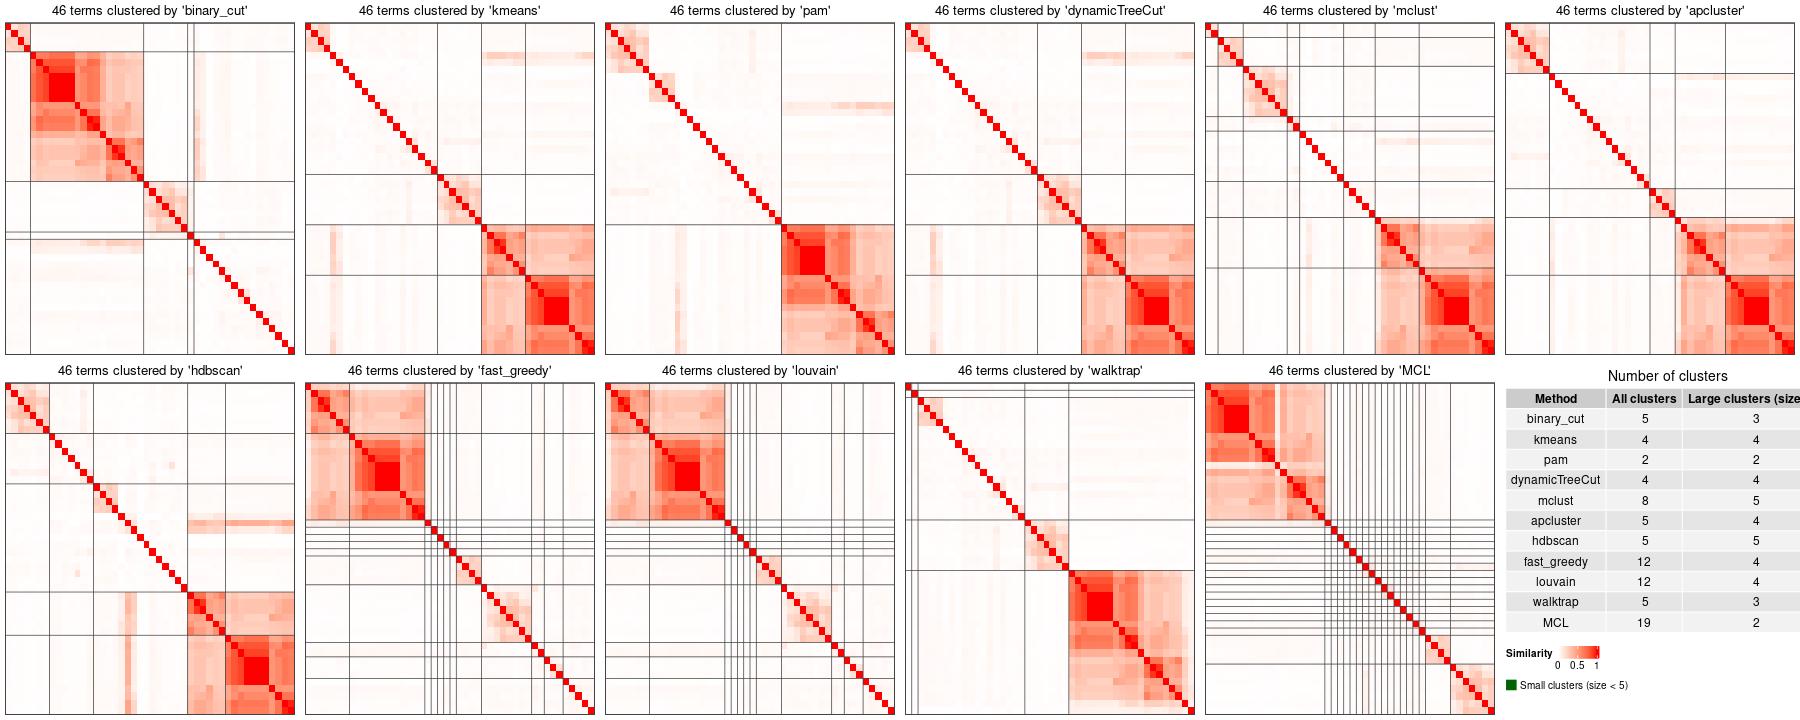 46 terms clustered by 'binary_cut'
46 terms clustered by 'kmeans'
46 terms clustered by 'pam'
46 terms clustered by 'dynamicTreeCut'
46 terms clustered by 'mclust'
46 terms clustered by 'apcluster'
46 terms clustered by 'hdbscan'
46 terms clustered by 'fast_greedy'
46 terms clustered by 'louvain'
46 terms clustered by 'walktrap'
46 terms clustered by 'MCL'
Number of clusters
Method All clusters Large clusters (size
binary_cut 5 3
kmeans 4 4
pam 2 2
dynamicTreeCut 4 4
mclust 8 5
apcluster 5 4
hdbscan 5 5
fast_greedy 12 4
louvain 12 4
walktrap 5 3
MCL 19 2
Similarity
0 0.5 1
Small clusters (size < 5)